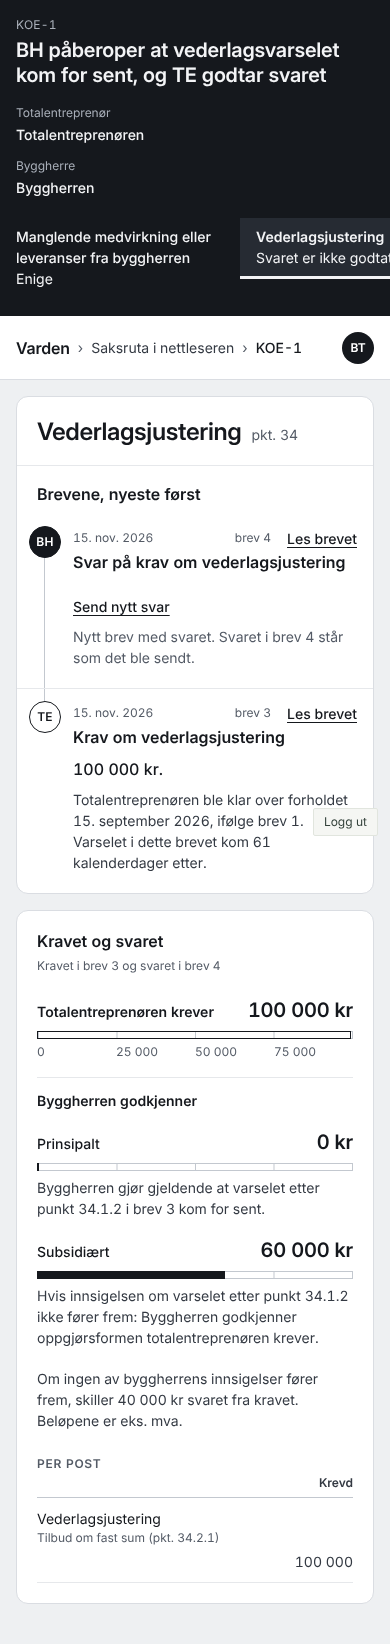 KOE-1
BH påberoper at vederlagsvarselet
kom for sent, og TE godtar svaret
Totalentreprenør
Totalentreprenøren
Byggherre
Byggherren
Manglende medvirkning eller
leveranser fra byggherren
Enige
Vederlagsjustering
Svaret er ikke godtat
Varden › Saksruta i nettleseren › KOE-1
BT
Vederlagsjustering pkt. 34
Brevene, nyeste først
BH
15. nov. 2026 brev 4 Les brevet
Svar på krav om vederlagsjustering
Send nytt svar
Nytt brev med svaret. Svaret i brev 4 står
som det ble sendt.
TE
15. nov. 2026 brev 3 Les brevet
Krav om vederlagsjustering
100 000 kr.
Totalentreprenøren ble klar over forholdet
15. september 2026, ifølge brev 1.
Logg ut
Varselet i dette brevet kom 61
kalenderdager etter.
Kravet og svaret
Kravet i brev 3 og svaret i brev 4
Totalentreprenøren krever 100 000 kr
0 25 000 50 000 75 000
Byggherren godkjenner
Prinsipalt 0 kr
Byggherren gjør gjeldende at varselet etter
punkt 34.1.2 i brev 3 kom for sent.
Subsidiært 60 000 kr
Hvis innsigelsen om varselet etter punkt 34.1.2
ikke fører frem: Byggherren godkjenner
oppgjørsformen totalentreprenøren krever.
Om ingen av byggherrens innsigelser fører
frem, skiller 40 000 kr svaret fra kravet.
Beløpene er eks. mva.
PER POST
Krevd
Vederlagsjustering
Tilbud om fast sum (pkt. 34.2.1)
100 000